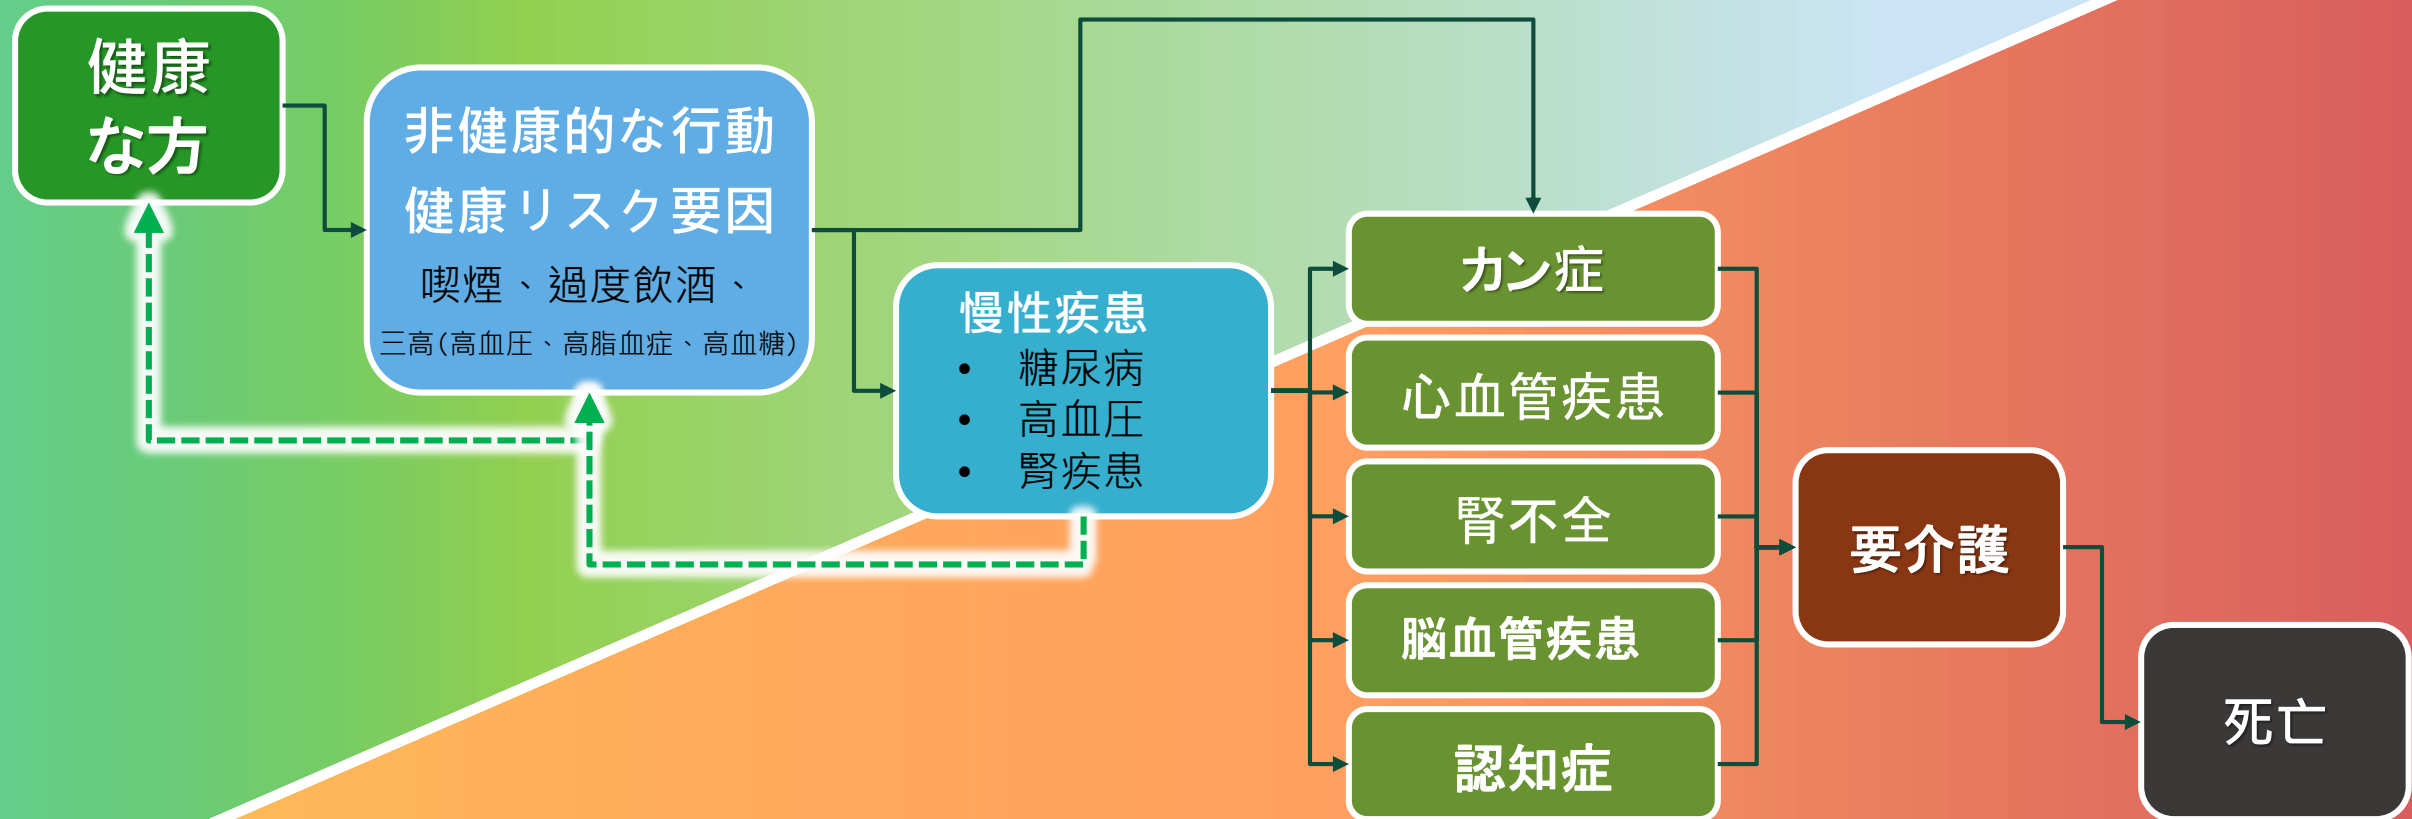 健康
な方
非健康的な行動
健康リスク要因
喫煙、過度飲酒、
三高(高血圧、高脂血症、高血糖)
慢性疾患
• 糖尿病
• 高血圧
• 腎疾患
カン症
心血管疾患
腎不全
脳血管疾患
認知症
要介護
死亡